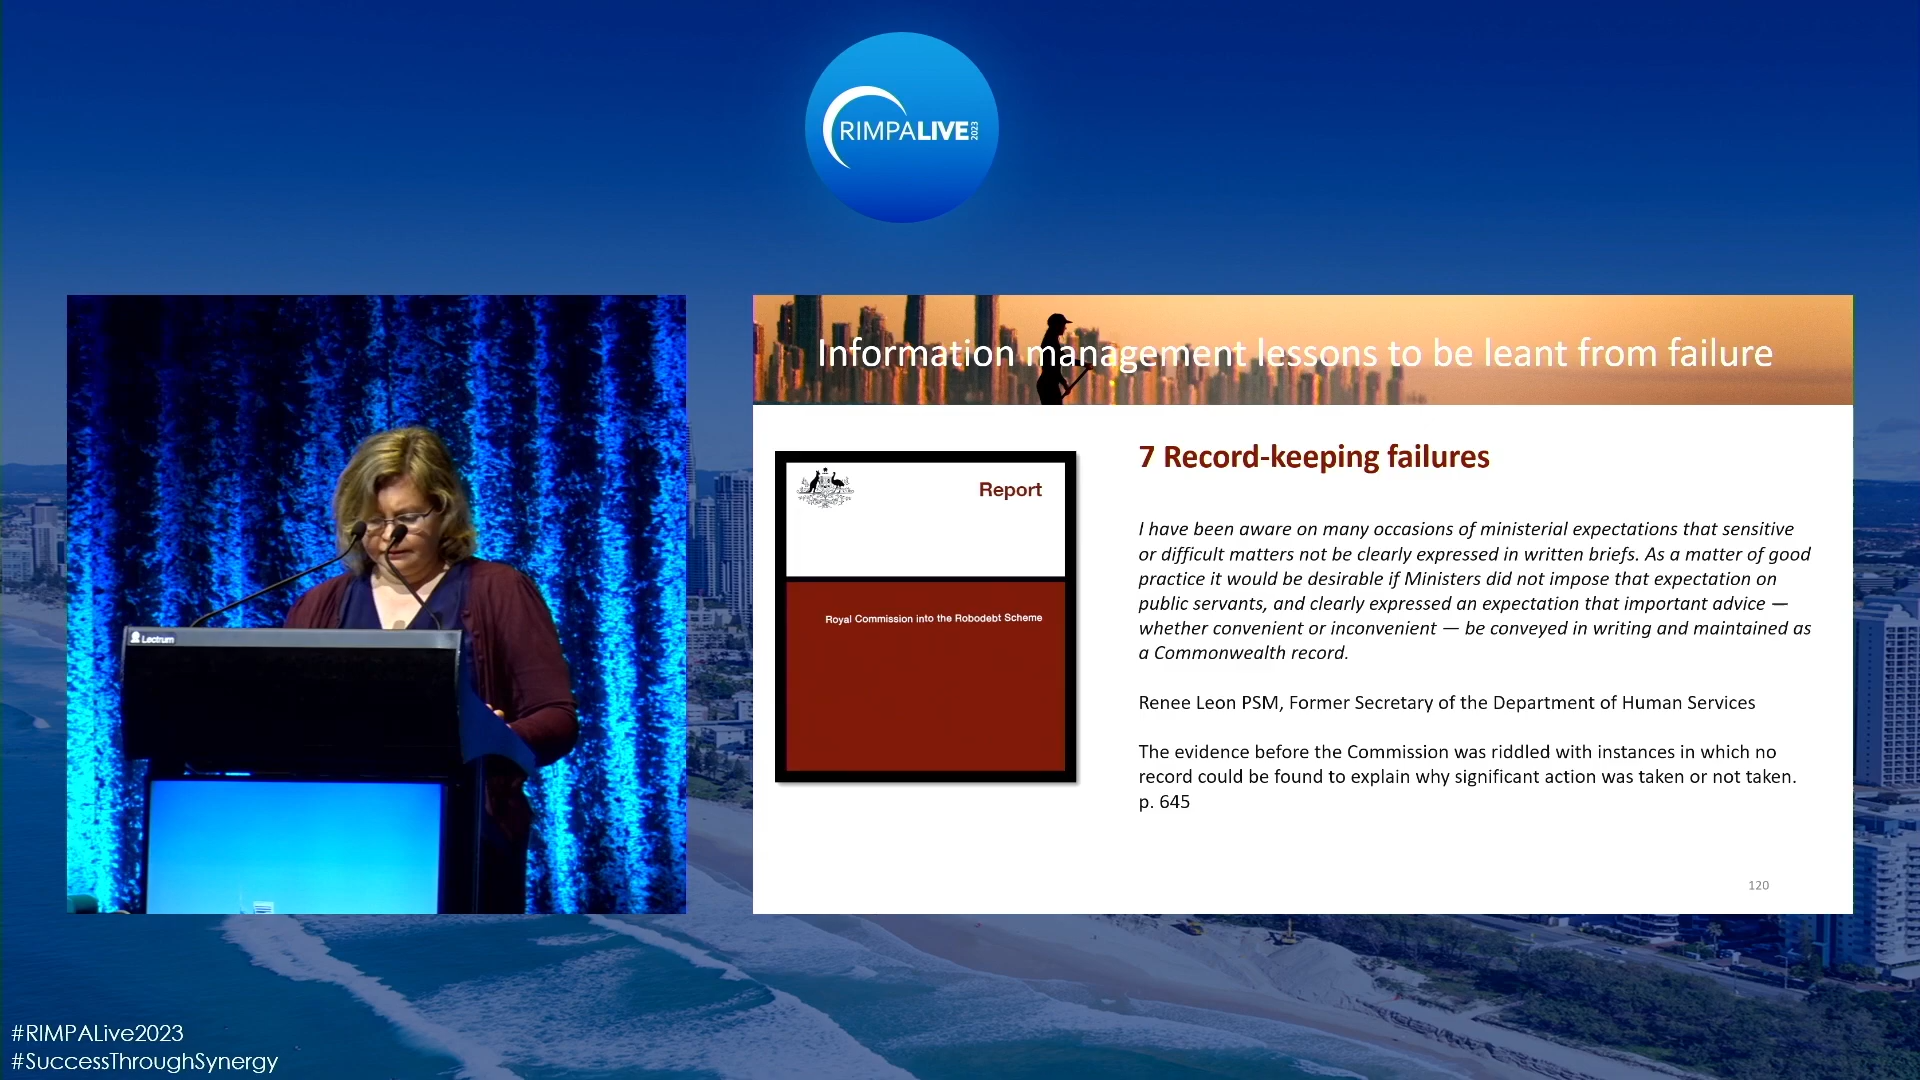 RIMPALIVE 2023
Lectrum
Information management lessons to be leant from failure
Report
Royal Commission into the Robodebt Scheme
7 Record-keeping failures
I have been aware on many occasions of ministerial expectations that sensitive
or difficult matters not be clearly expressed in written briefs. As a matter of good
practice it would be desirable if Ministers did not impose that expectation on
public servants, and clearly expressed an expectation that important advice —
whether convenient or inconvenient — be conveyed in writing and maintained as
a Commonwealth record.
Renee Leon PSM, Former Secretary of the Department of Human Services
The evidence before the Commission was riddled with instances in which no
record could be found to explain why significant action was taken or not taken.
p. 645
120
#RIMPALive2023
#SuccessThroughSynergy